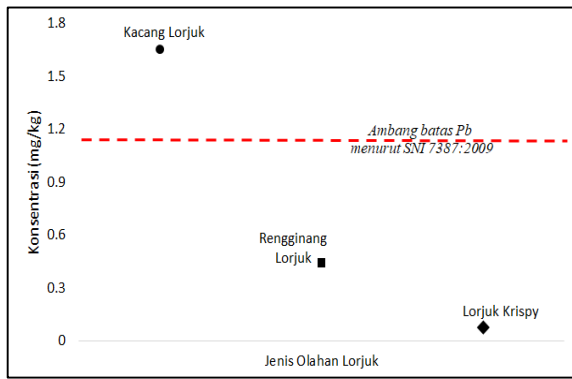 1.8
Kacang Lorjuk
1.5
1.2
Ambang batas Pb
menurut SNI 7387:2009
0.9
Konsentrasi (mg/kg)
0.6
Rengginang
Lorjuk
0.3
Lorjuk Krispy
0
Jenis Olahan Lorjuk